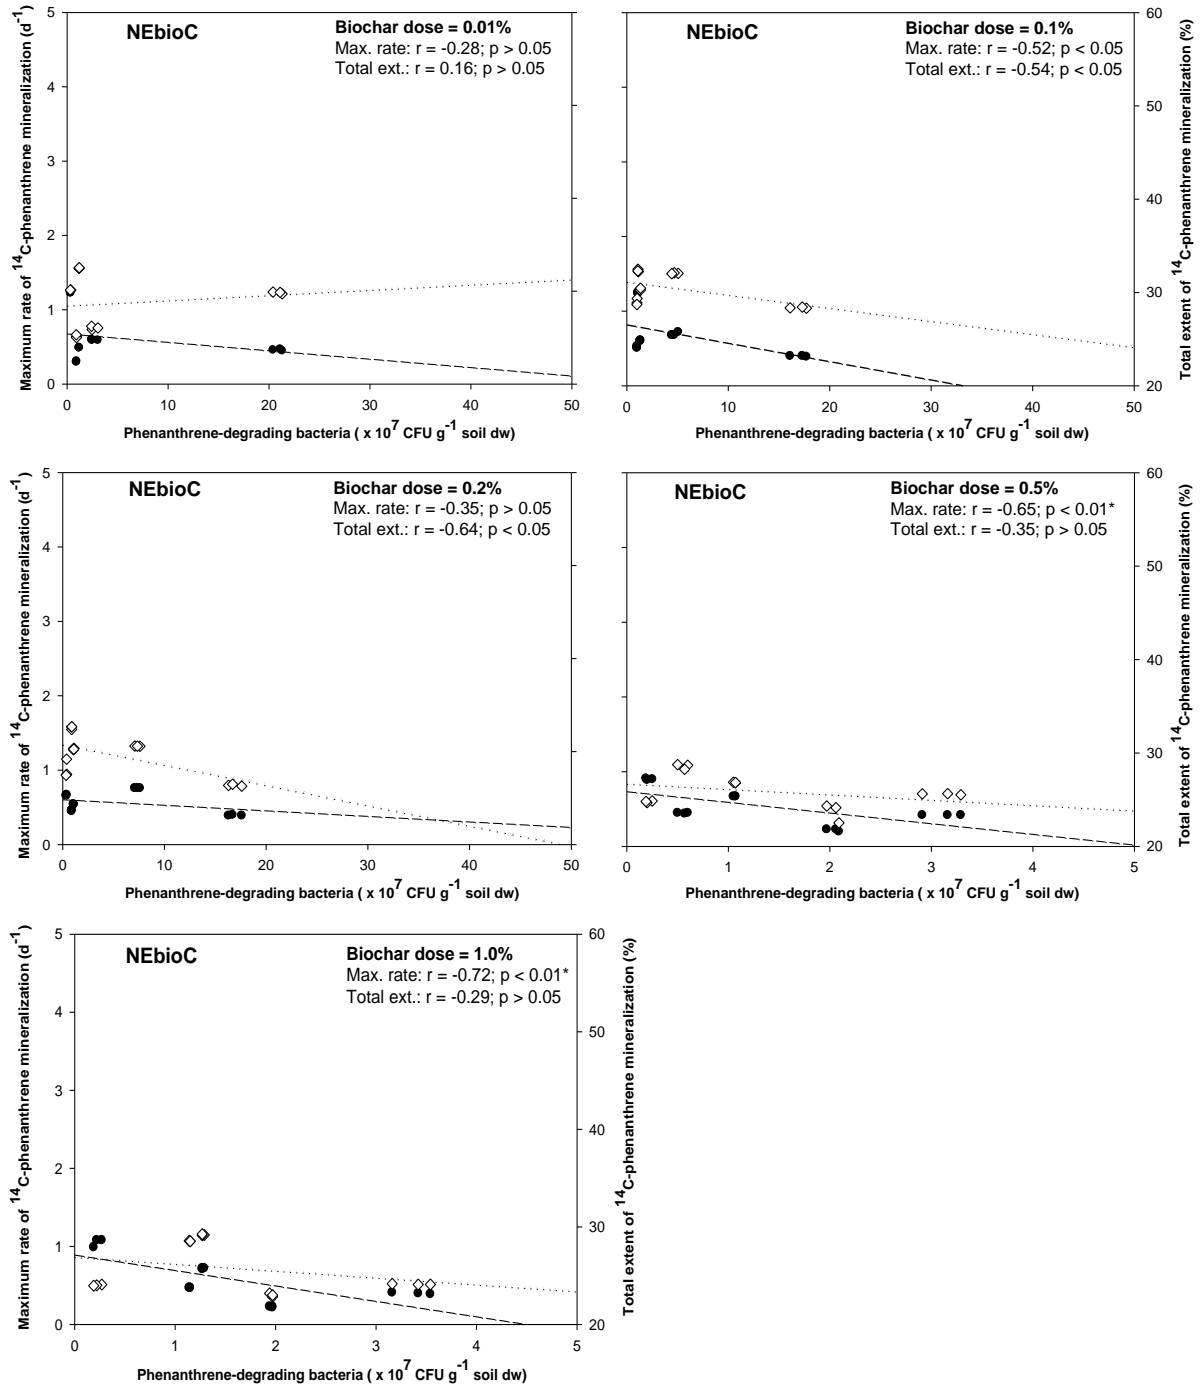 NEbioC
Biochar dose = 0.01%
Max. rate: r = -0.28; p > 0.05
Total ext.: r = 0.16; p > 0.05
Maximum rate of ¹⁴C-phenanthrene mineralization (d⁻¹)
5
4
3
2
1
0
0 10 20 30 40 50
Phenanthrene-degrading bacteria ( x 10⁷ CFU g⁻¹ soil dw)
NEbioC
Biochar dose = 0.1%
Max. rate: r = -0.52; p < 0.05
Total ext.: r = -0.54; p < 0.05
60
50
40
30
20
Total extent of ¹⁴C-phenanthrene mineralization (%)
0 10 20 30 40 50
Phenanthrene-degrading bacteria ( x 10⁷ CFU g⁻¹ soil dw)
NEbioC
Biochar dose = 0.2%
Max. rate: r = -0.35; p > 0.05
Total ext.: r = -0.64; p < 0.05
Maximum rate of ¹⁴C-phenanthrene mineralization (d⁻¹)
5
4
3
2
1
0
0 10 20 30 40 50
Phenanthrene-degrading bacteria ( x 10⁷ CFU g⁻¹ soil dw)
NEbioC
Biochar dose = 0.5%
Max. rate: r = -0.65; p < 0.01*
Total ext.: r = -0.35; p > 0.05
60
50
40
30
20
Total extent of ¹⁴C-phenanthrene mineralization (%)
0 1 2 3 4 5
Phenanthrene-degrading bacteria ( x 10⁷ CFU g⁻¹ soil dw)
NEbioC
Biochar dose = 1.0%
Max. rate: r = -0.72; p < 0.01*
Total ext.: r = -0.29; p > 0.05
Maximum rate of ¹⁴C-phenanthrene mineralization (d⁻¹)
5
4
3
2
1
0
60
50
40
30
20
Total extent of ¹⁴C-phenanthrene mineralization (%)
0 1 2 3 4 5
Phenanthrene-degrading bacteria ( x 10⁷ CFU g⁻¹ soil dw)